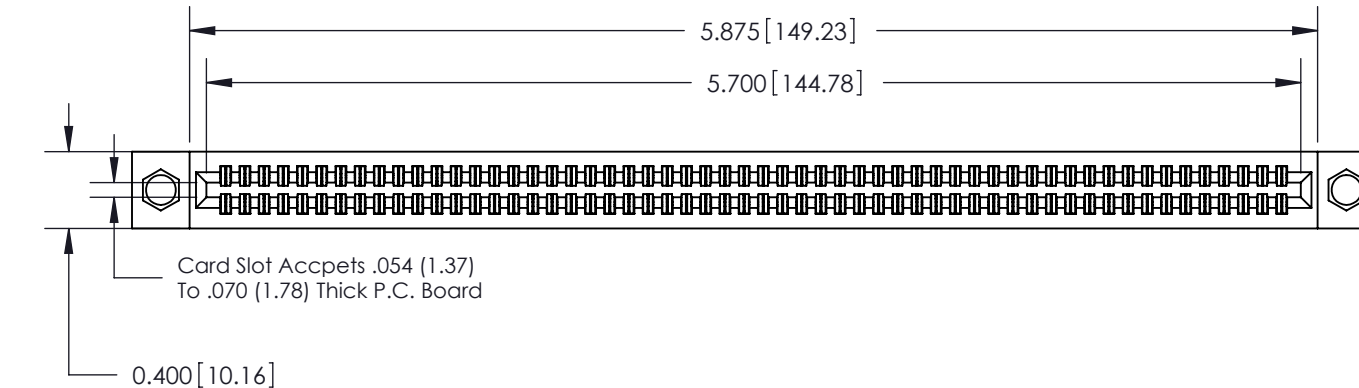 5.875[149.23]
5.700[144.78]
Card Slot Accpets .054 (1.37)
To .070 (1.78) Thick P.C. Board
0.400[10.16]